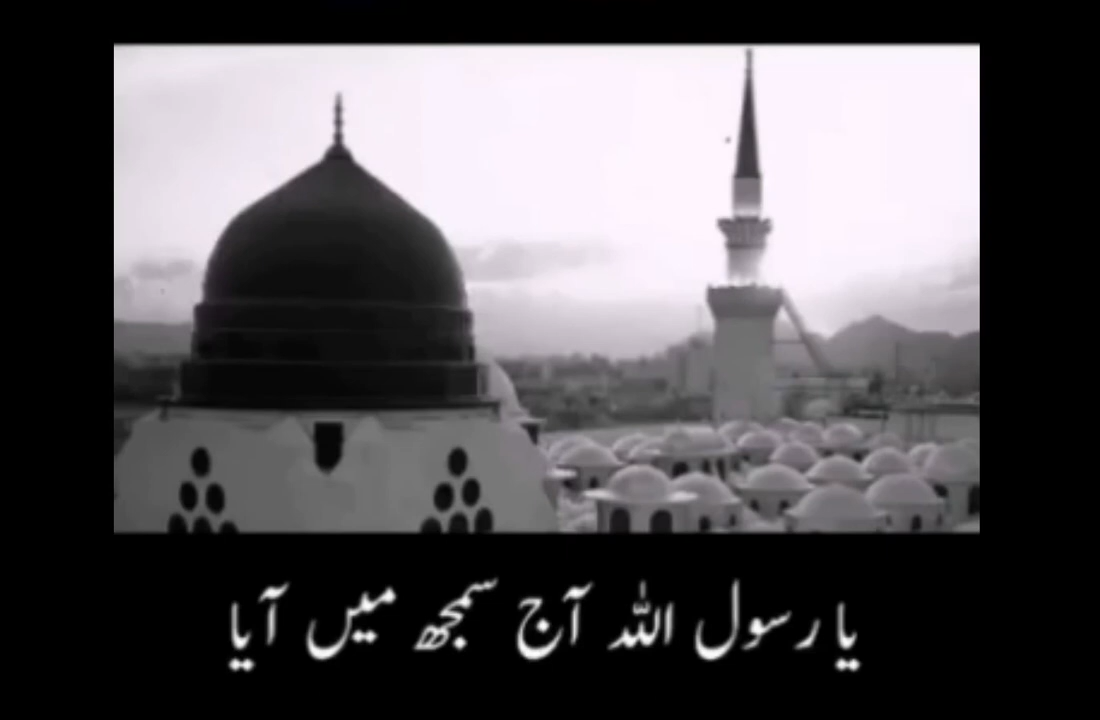 یا رسول اللہ آج سمجھ میں آیا